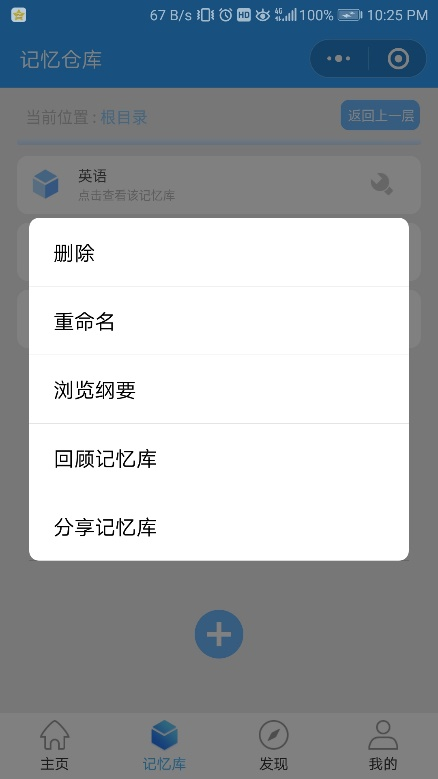 67 B/s HD 4G 100% 10:25 PM
记忆仓库
当前位置:根目录 返回上一层
英语
点击查看该记忆库
删除
重命名
浏览纲要
回顾记忆库
分享记忆库
主页 记忆库 发现 我的